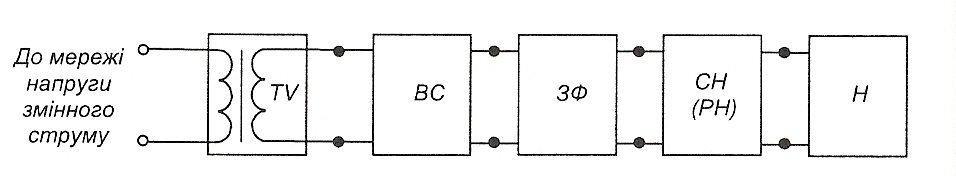 До мережі
напруги
змінного
струму
TV
ВС
ЗФ
СН
(РН)
Н